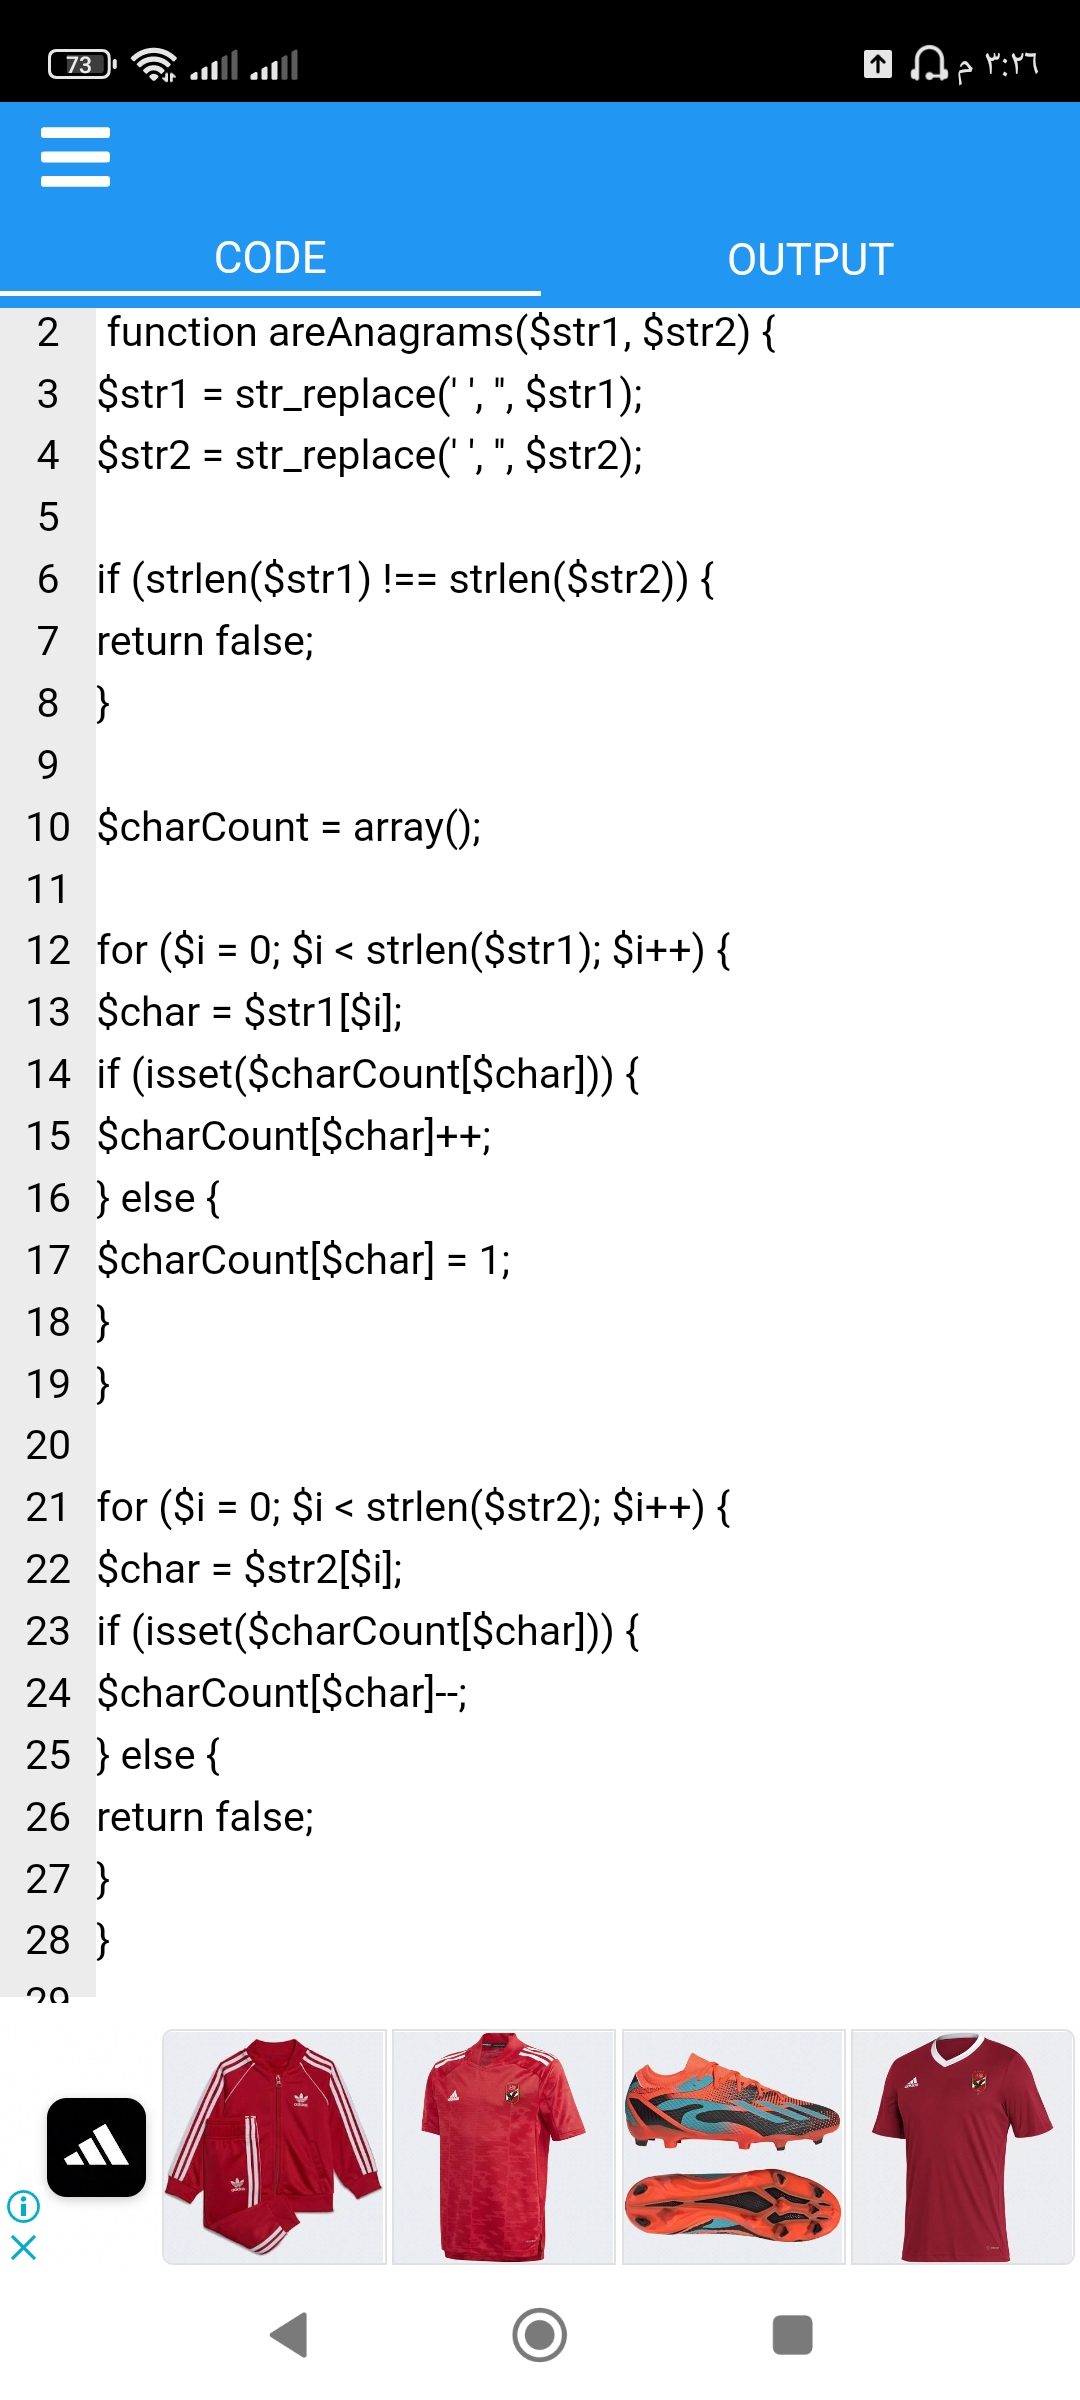 73
م ٣:٢٦
CODE
OUTPUT
2 function areAnagrams($str1, $str2) {
3 $str1 = str_replace(' ', '', $str1);
4 $str2 = str_replace(' ', '', $str2);
5
6 if (strlen($str1) !== strlen($str2)) {
7 return false;
8 }
9
10 $charCount = array();
11
12 for ($i = 0; $i < strlen($str1); $i++) {
13 $char = $str1[$i];
14 if (isset($charCount[$char])) {
15 $charCount[$char]++;
16 } else {
17 $charCount[$char] = 1;
18 }
19 }
20
21 for ($i = 0; $i < strlen($str2); $i++) {
22 $char = $str2[$i];
23 if (isset($charCount[$char])) {
24 $charCount[$char]--;
25 } else {
26 return false;
27 }
28 }
29